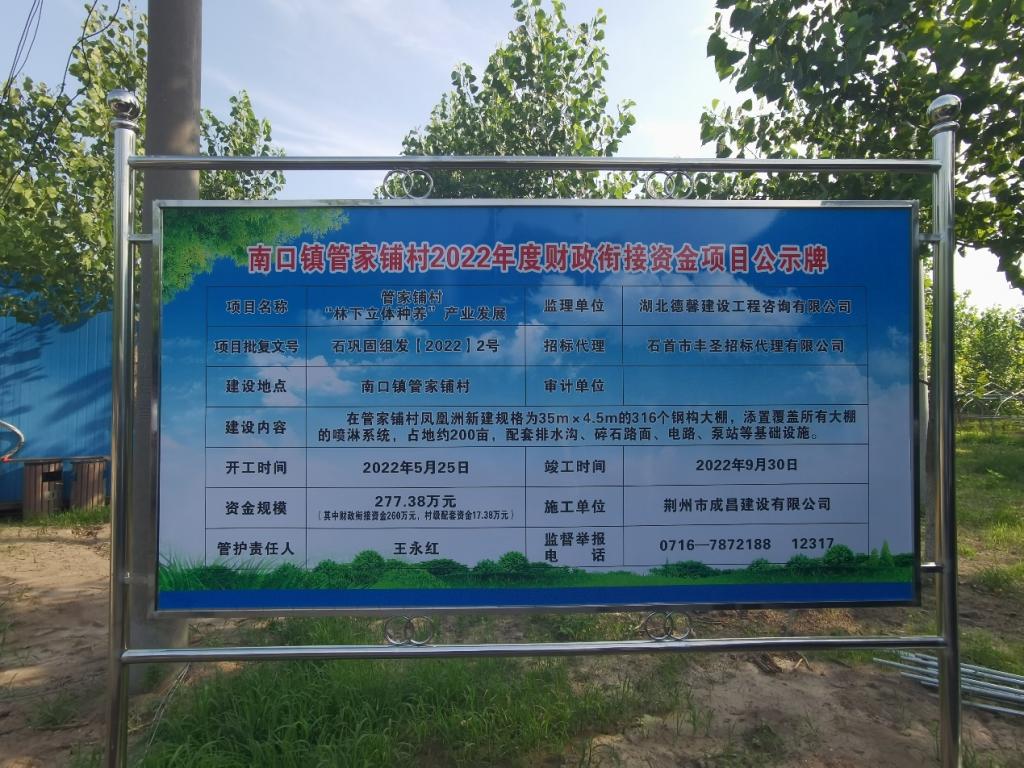 南口镇管家铺村2022年度财政衔接资金项目公示牌
项目名称 管家铺村 监理单位 湖北德馨建设工程咨询有限公司
“林下立体种养”产业发展
项目批复文号 石巩固组发【2022】2号 招标代理 石首市丰圣招标代理有限公司
建设地点 南口镇管家铺村 审计单位
建设内容 在管家铺村凤凰洲新建规格为35m×4.5m的316个钢构大棚，添置覆盖所有大棚
的喷淋系统，占地约200亩，配套排水沟、碎石路面、电路、泵站等基础设施。
开工时间 2022年5月25日 竣工时间 2022年9月30日
资金规模 277.38万元 施工单位 荆州市成昌建设有限公司
（其中财政衔接资金260万元，村级配套资金17.38万元）
管护责任人 王永红 监督举报 0716—7872188 12317
电话